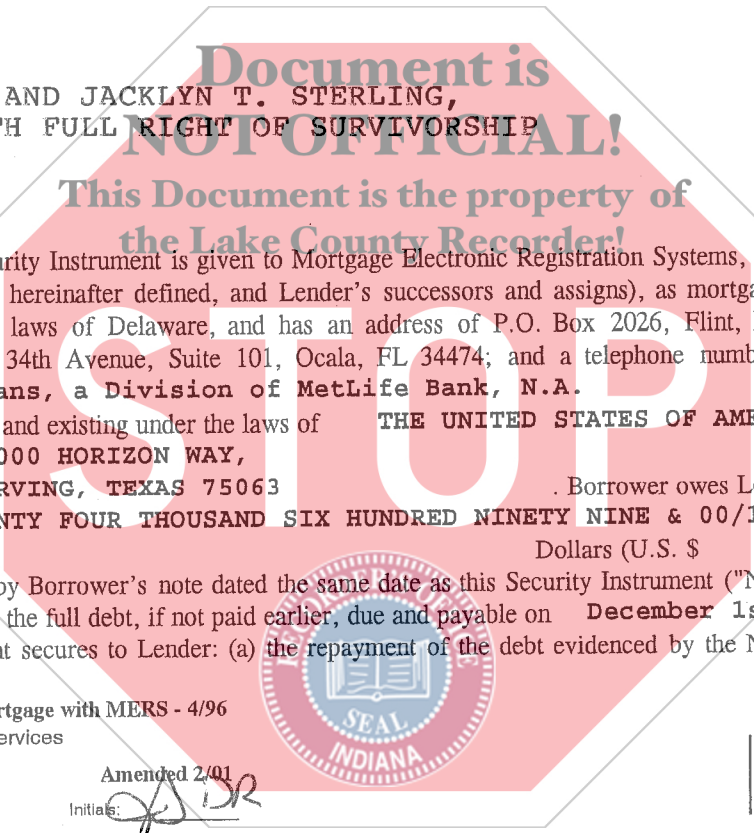 Document is
AND JACKLYN T. STERLING,
TH FULL RIGHT OF SURVIVORSHIP
NOT OFFICIAL!
This Document is the property of
the Lake County Recorder!
urity Instrument is given to Mortgage Electronic Registration Systems,
hereinafter defined, and Lender's successors and assigns), as mortga
laws of Delaware, and has an address of P.O. Box 2026, Flint,
34th Avenue, Suite 101, Ocala, FL 34474; and a telephone numb
ans, a Division of MetLife Bank, N.A.
and existing under the laws of THE UNITED STATES OF AME
000 HORIZON WAY,
RVING, TEXAS 75063 . Borrower owes Le
STOP
NTY FOUR THOUSAND SIX HUNDRED NINETY NINE & 00/1
Dollars (U.S. $
by Borrower's note dated the same date as this Security Instrument ("N
the full debt, if not paid earlier, due and payable on December 1s
nt secures to Lender: (a) the repayment of the debt evidenced by the N
SEAL
INDIANA
rtgage with MERS - 4/96
ervices
Amended 2/01
Initials: JS DR